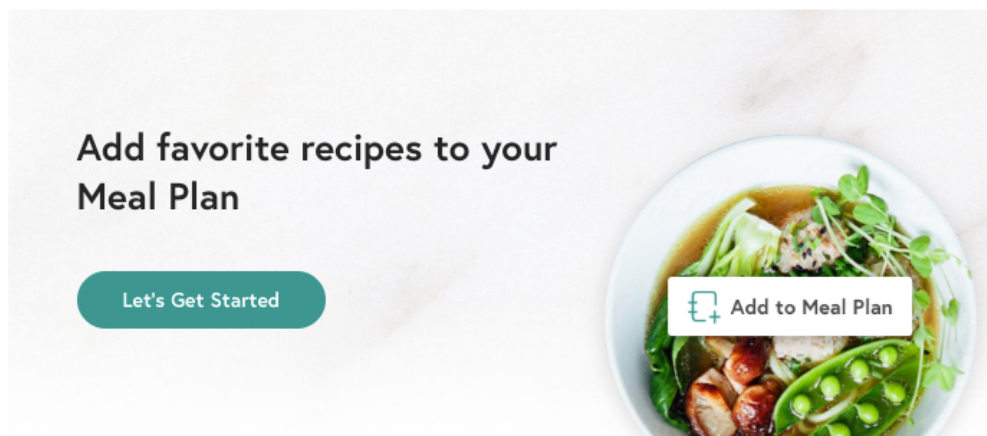 Add favorite recipes to your
Meal Plan
Let's Get Started
Add to Meal Plan